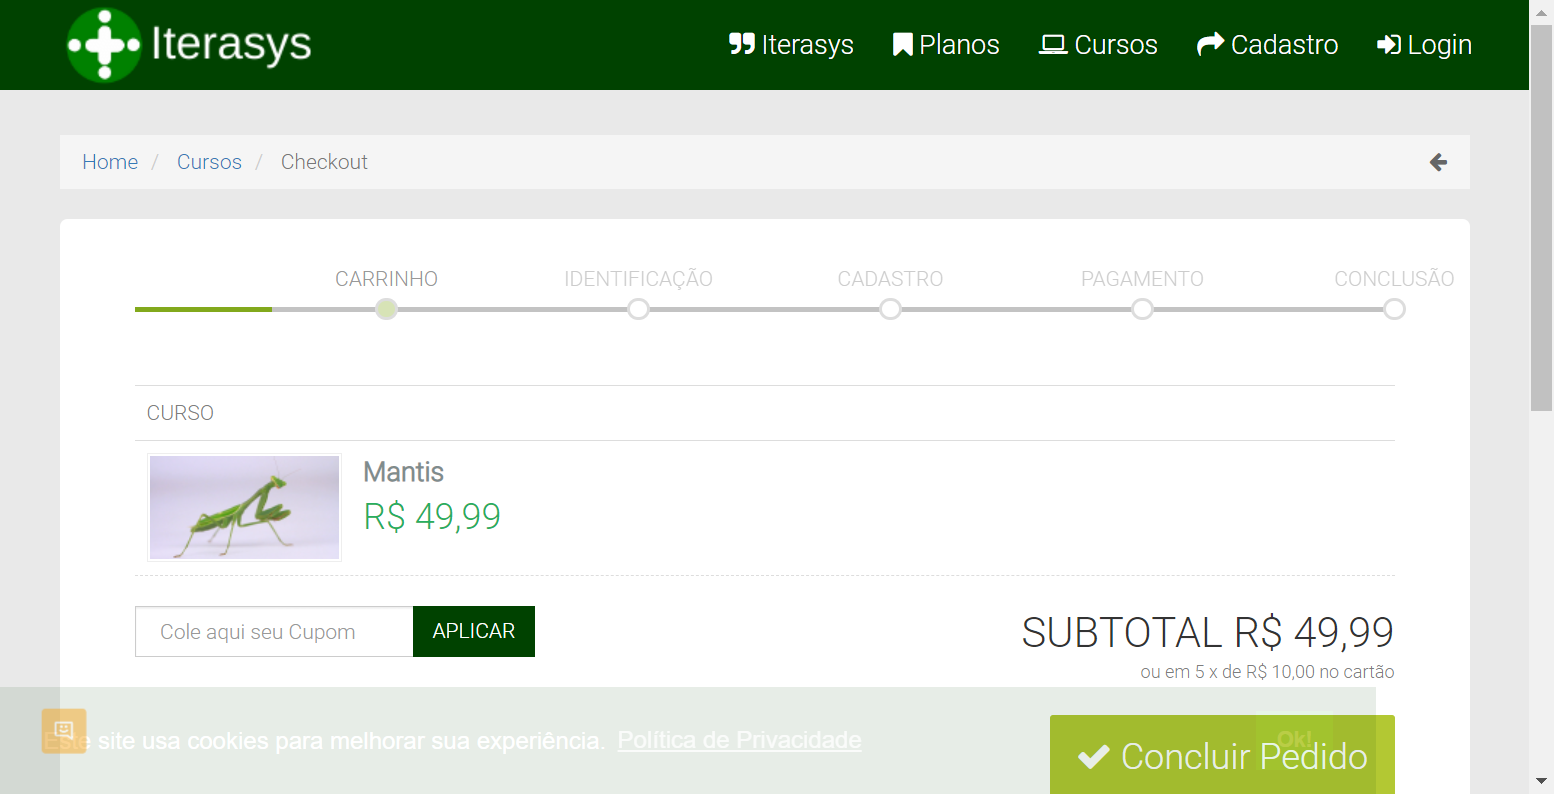 Iterasys
Iterasys Planos Cursos Cadastro Login
Home / Cursos / Checkout
CARRINHO IDENTIFICAÇÃO CADASTRO PAGAMENTO CONCLUSÃO
CURSO
Mantis
R$ 49,99
Cole aqui seu Cupom APLICAR
SUBTOTAL R$ 49,99
ou em 5 x de R$ 10,00 no cartão
Este site usa cookies para melhorar sua experiência. Política de Privacidade
Ok!
Concluir Pedido